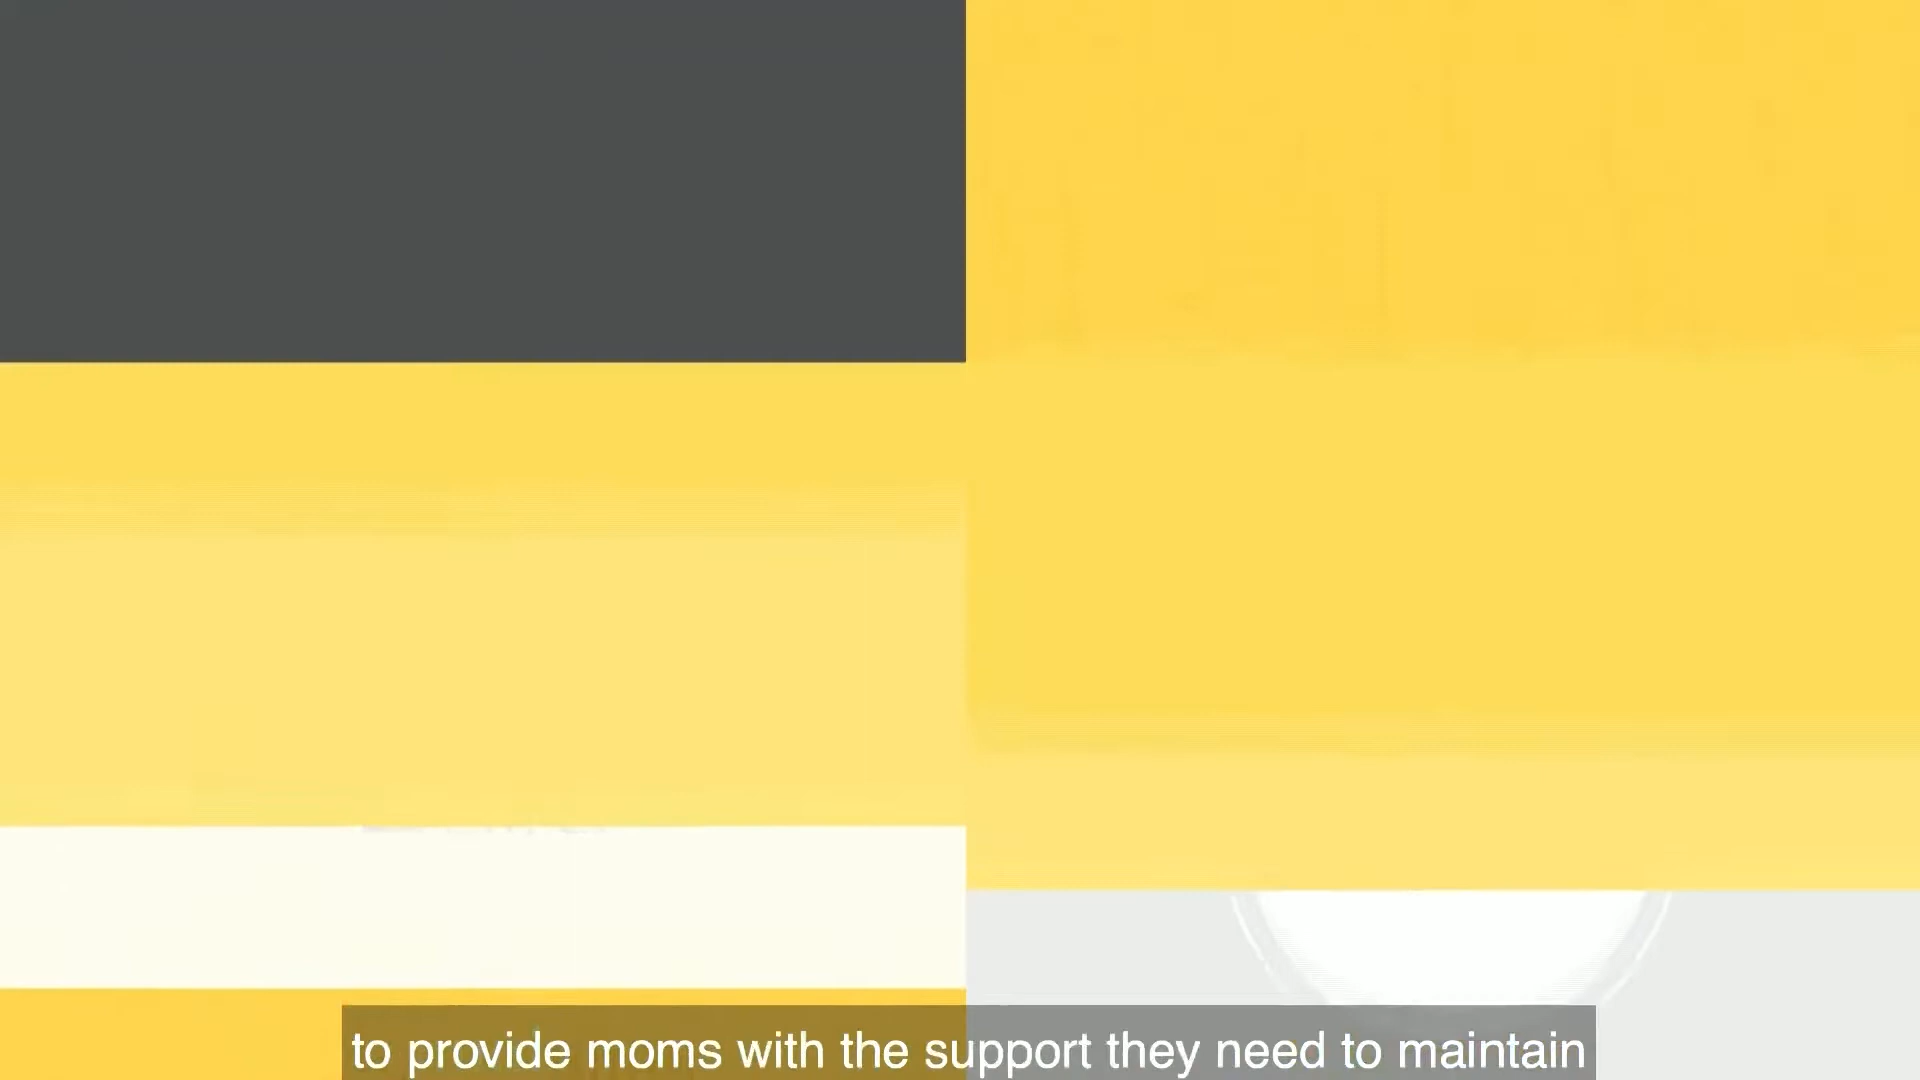 to provide moms with the support they need to maintain